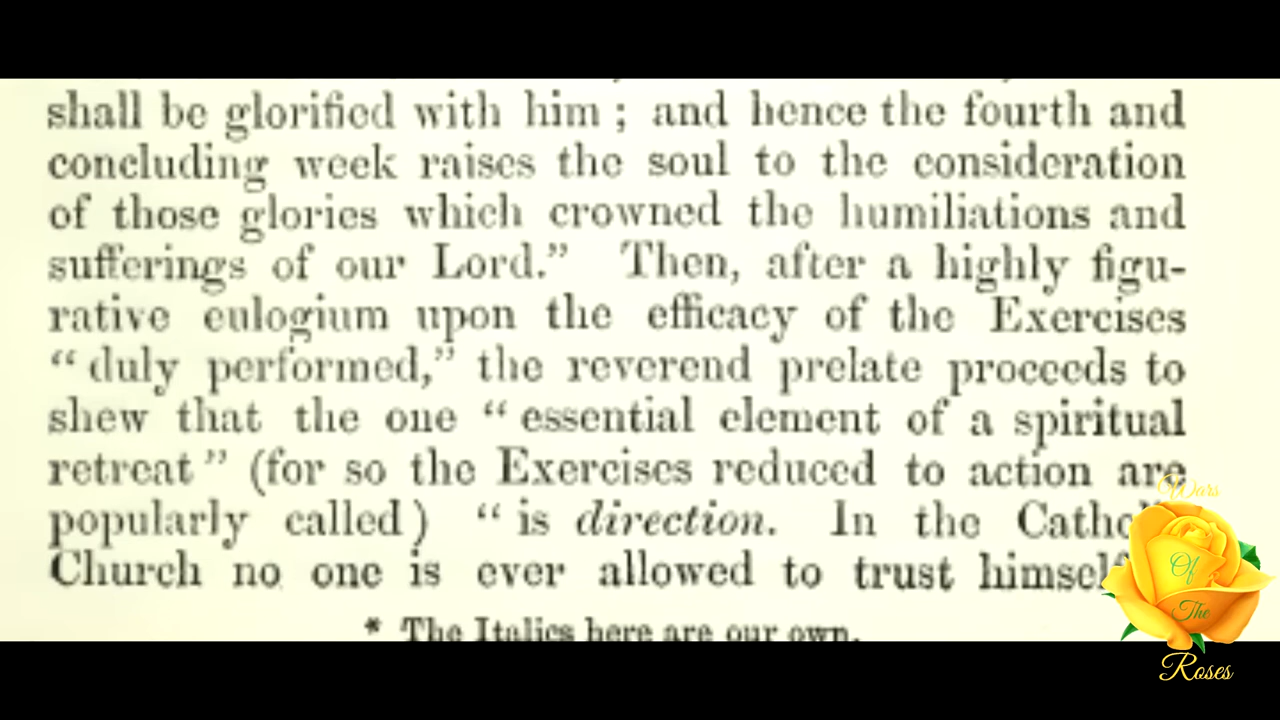 shall be glorified with him ; and hence the fourth and
concluding week raises the soul to the consideration
of those glories which crowned the humiliations and
sufferings of our Lord.” Then, after a highly figu-
rative eulogium upon the efficacy of the Exercises
“ duly performed,” the reverend prelate proceeds to
shew that the one “ essential element of a spiritual
retreat ” (for so the Exercises reduced to action are
popularly called) “ is direction. In the
Church no one is ever allowed to trust
* The Italics here are our own.
Wars
Of
The
Roses